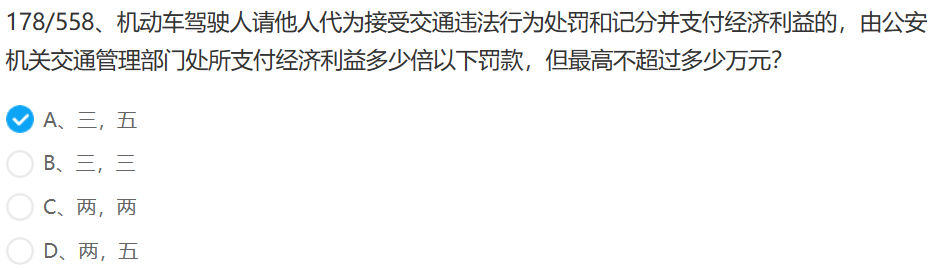 178/558、机动车驾驶人请他人代为接受交通违法行为处罚和记分并支付经济利益的，由公安
机关交通管理部门处所支付经济利益多少倍以下罚款，但最高不超过多少万元？
A、三，五
B、三，三
C、两，两
D、两，五